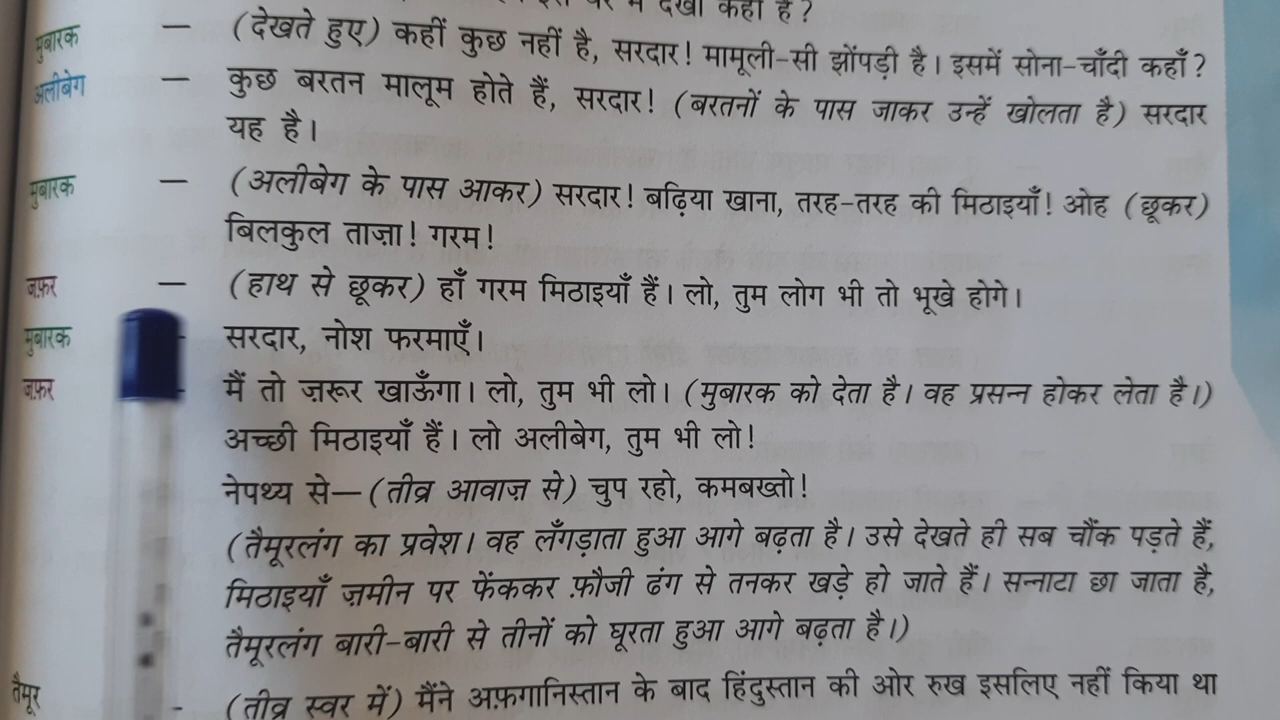 में देखा कहाँ है?
मुबारक — (देखते हुए) कहीं कुछ नहीं है, सरदार! मामूली-सी झोंपड़ी है। इसमें सोना-चाँदी कहाँ?
अलीबेग — कुछ बरतन मालूम होते हैं, सरदार! (बरतनों के पास जाकर उन्हें खोलता है) सरदार
यह है।
मुबारक — (अलीबेग के पास आकर) सरदार! बढ़िया खाना, तरह-तरह की मिठाइयाँ! ओह (छूकर)
बिलकुल ताज़ा! गरम!
जफ़र — (हाथ से छूकर) हाँ गरम मिठाइयाँ हैं। लो, तुम लोग भी तो भूखे होगे।
मुबारक - सरदार, नोश फरमाएँ।
जफ़र - मैं तो ज़रूर खाऊँगा। लो, तुम भी लो। (मुबारक को देता है। वह प्रसन्न होकर लेता है।)
अच्छी मिठाइयाँ हैं। लो अलीबेग, तुम भी लो!
नेपथ्य से—(तीव्र आवाज़ से) चुप रहो, कमबख्तो!
(तैमूरलंग का प्रवेश। वह लँगड़ाता हुआ आगे बढ़ता है। उसे देखते ही सब चौंक पड़ते हैं,
मिठाइयाँ ज़मीन पर फेंककर फ़ौजी ढंग से तनकर खड़े हो जाते हैं। सन्नाटा छा जाता है,
तैमूरलंग बारी-बारी से तीनों को घूरता हुआ आगे बढ़ता है।)
तैमूर - (तीव्र स्वर में) मैंने अफ़गानिस्तान के बाद हिंदुस्तान की ओर रुख इसलिए नहीं किया था